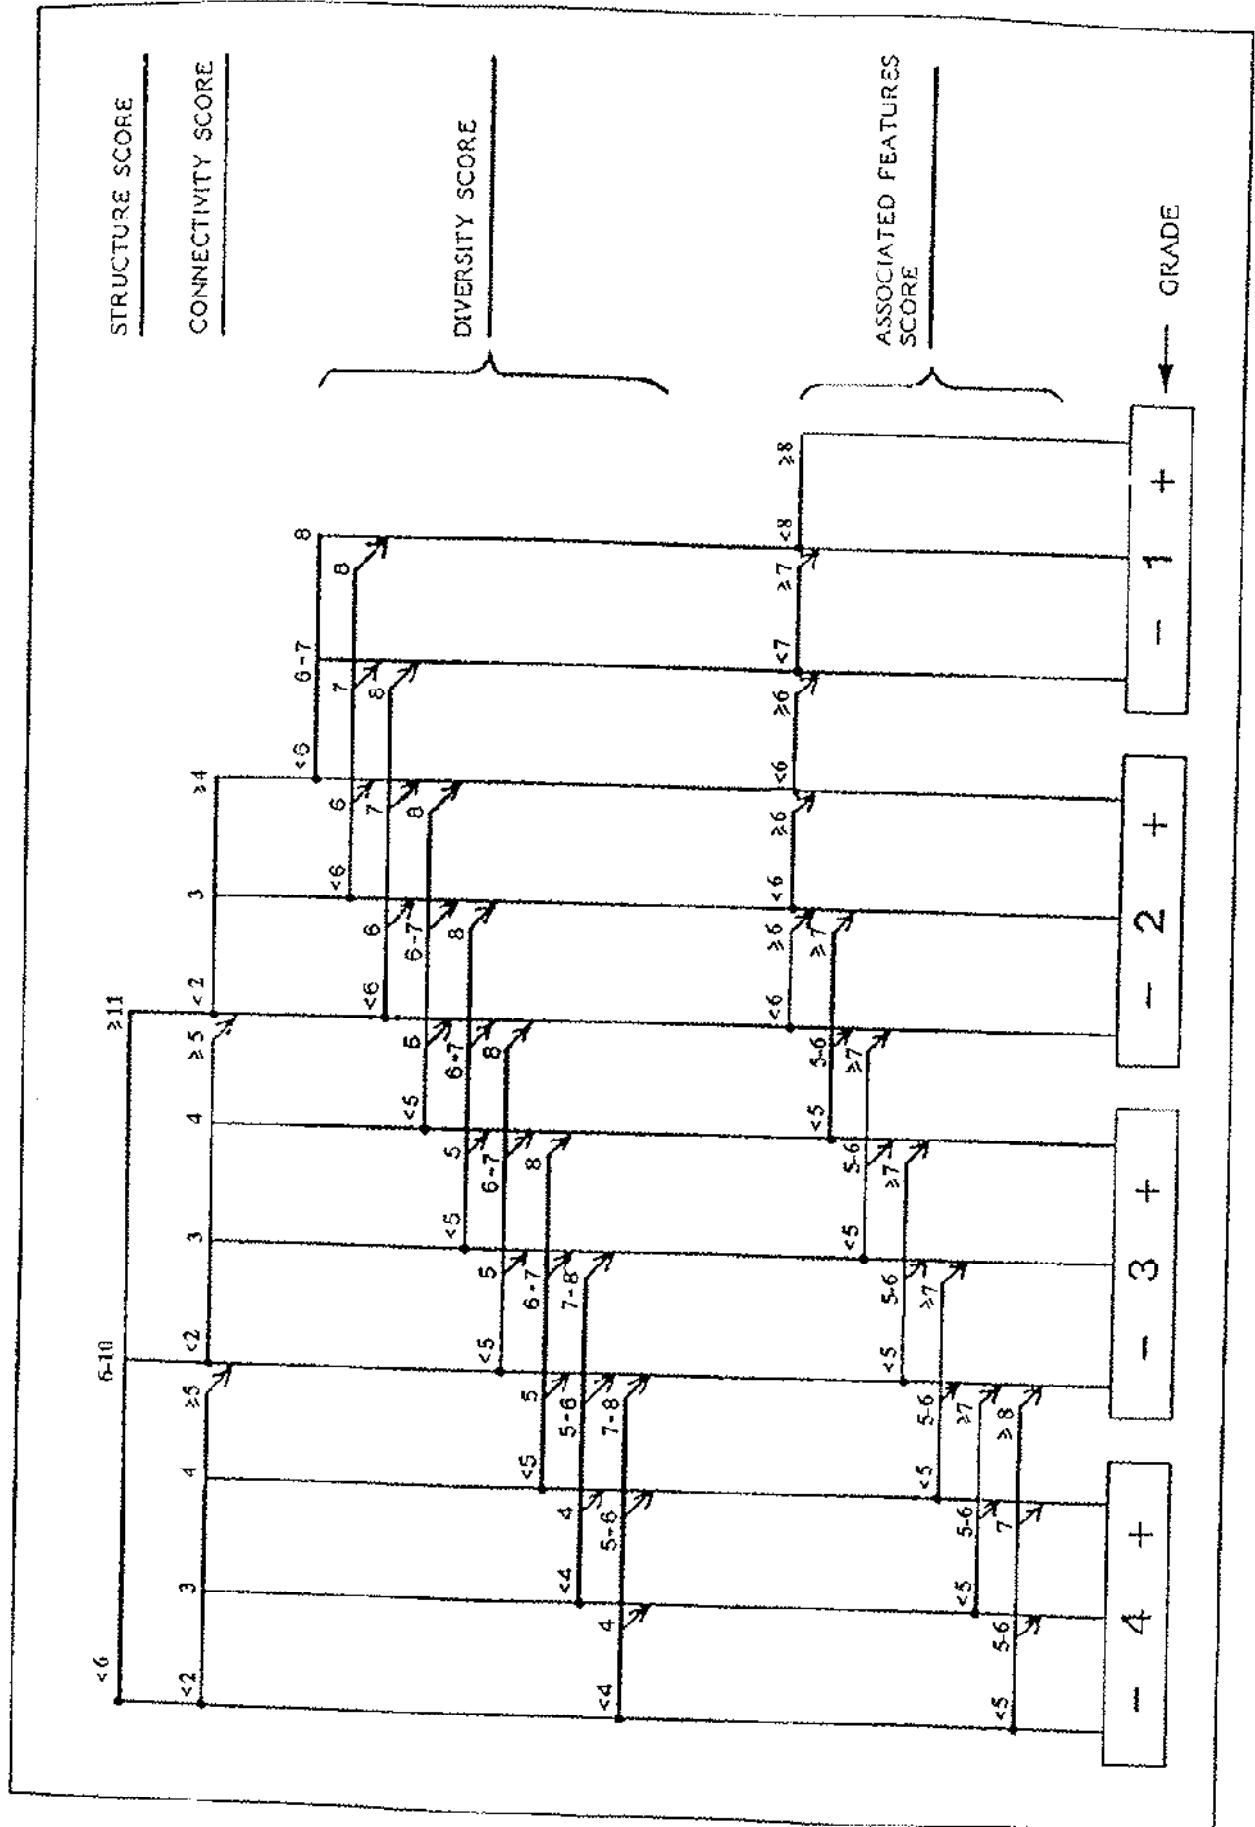 <6 6-10 ≥11 STRUCTURE SCORE
<2 3 4 ≥5 <2 3 4 ≥5 <2 3 ≥4 CONNECTIVITY SCORE
<6 6-7 8
<6 6 7 8
<6 6 7 8
<5 6 6-7 8
DIVERSITY SCORE
<5 5 6-7 8
<5 5 6-7 8
<5 5 6-7 8
<4 4 5-6 7-8
<4 4 5-6 7-8
<6 ≥6 <6 ≥6 <6 ≥6 <7 ≥7 <8 ≥8
<5 5-6 ≥7
<5 5-6 ≥7
ASSOCIATED FEATURES
SCORE
<5 5-6 ≥7
<5 5-6 ≥7
<5 5-6 ≥7
<5 5-6 7 ≥8
− 4 + − 3 + − 2 + − 1 + ← GRADE